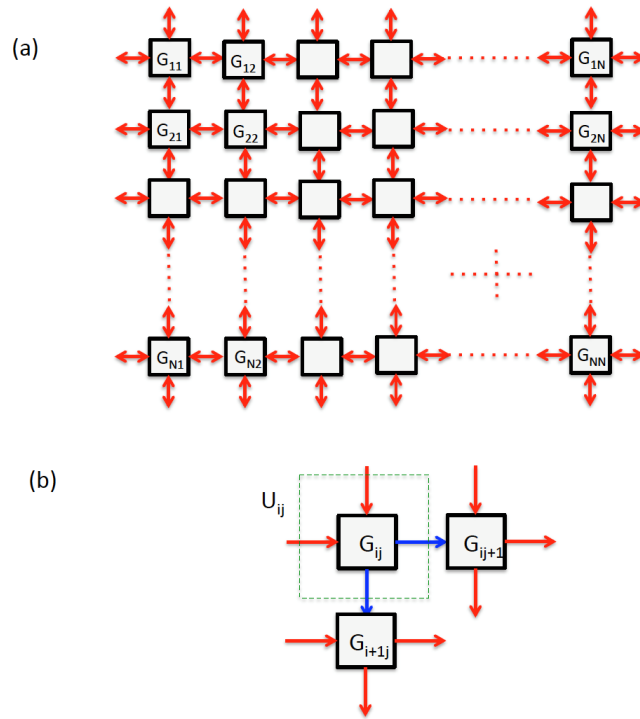 (a)
G11 G12 G1N
G21 G22 G2N
GN1 GN2 GNN
(b)
Uij
Gij Gij+1
Gi+1j